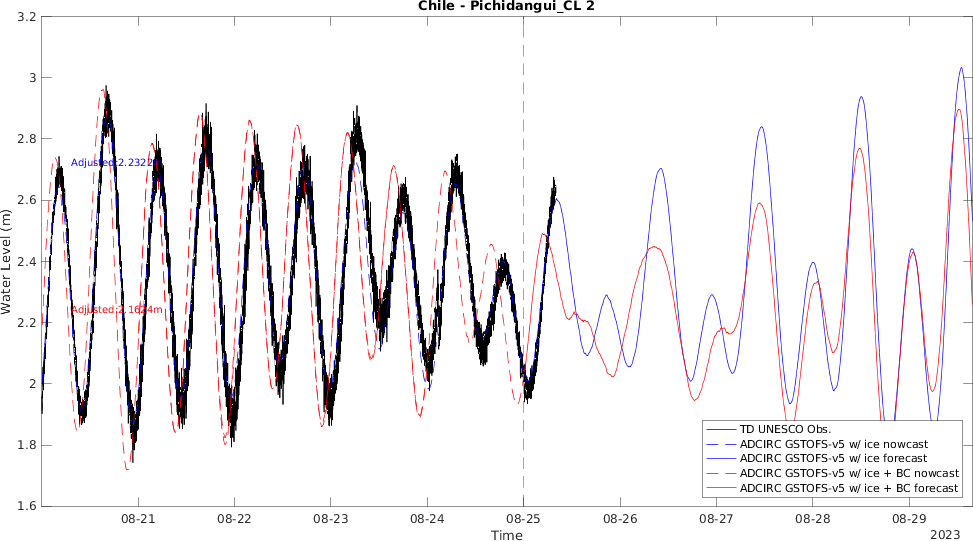 Chile - Pichidangui_CL 2
3.2
3
2.8
2.6
2.4
2.2
2
1.8
1.6
Water Level (m)
Adjusted:2.2322m
Adjusted:2.1624m
TD UNESCO Obs.
ADCIRC GSTOFS-v5 w/ ice nowcast
ADCIRC GSTOFS-v5 w/ ice forecast
ADCIRC GSTOFS-v5 w/ ice + BC nowcast
ADCIRC GSTOFS-v5 w/ ice + BC forecast
08-21
08-22
08-23
08-24
08-25
08-26
08-27
08-28
08-29
Time
2023